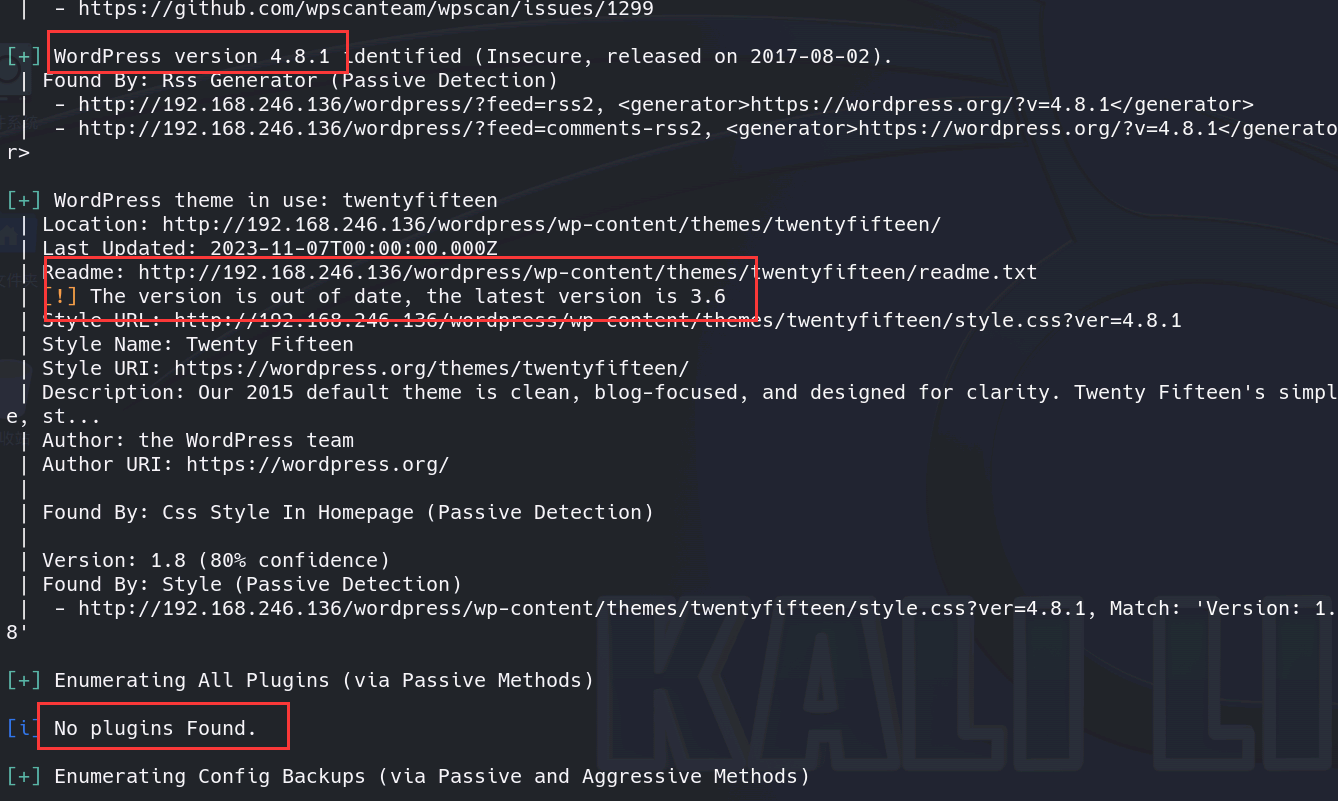 |  - https://github.com/wpscanteam/wpscan/issues/1299
[+] WordPress version 4.8.1 identified (Insecure, released on 2017-08-02).
| Found By: Rss Generator (Passive Detection)
|  - http://192.168.246.136/wordpress/?feed=rss2, <generator>https://wordpress.org/?v=4.8.1</generator>
|  - http://192.168.246.136/wordpress/?feed=comments-rss2, <generator>https://wordpress.org/?v=4.8.1</generato
r>
[+] WordPress theme in use: twentyfifteen
| Location: http://192.168.246.136/wordpress/wp-content/themes/twentyfifteen/
| Last Updated: 2023-11-07T00:00:00.000Z
| Readme: http://192.168.246.136/wordpress/wp-content/themes/twentyfifteen/readme.txt
| [!] The version is out of date, the latest version is 3.6
| Style URL: http://192.168.246.136/wordpress/wp-content/themes/twentyfifteen/style.css?ver=4.8.1
| Style Name: Twenty Fifteen
| Style URI: https://wordpress.org/themes/twentyfifteen/
| Description: Our 2015 default theme is clean, blog-focused, and designed for clarity. Twenty Fifteen's simpl
e, st...
| Author: the WordPress team
| Author URI: https://wordpress.org/
|
| Found By: Css Style In Homepage (Passive Detection)
|
| Version: 1.8 (80% confidence)
| Found By: Style (Passive Detection)
|  - http://192.168.246.136/wordpress/wp-content/themes/twentyfifteen/style.css?ver=4.8.1, Match: 'Version: 1.
8'
[+] Enumerating All Plugins (via Passive Methods)
[i] No plugins Found.
[+] Enumerating Config Backups (via Passive and Aggressive Methods)
KALI LI